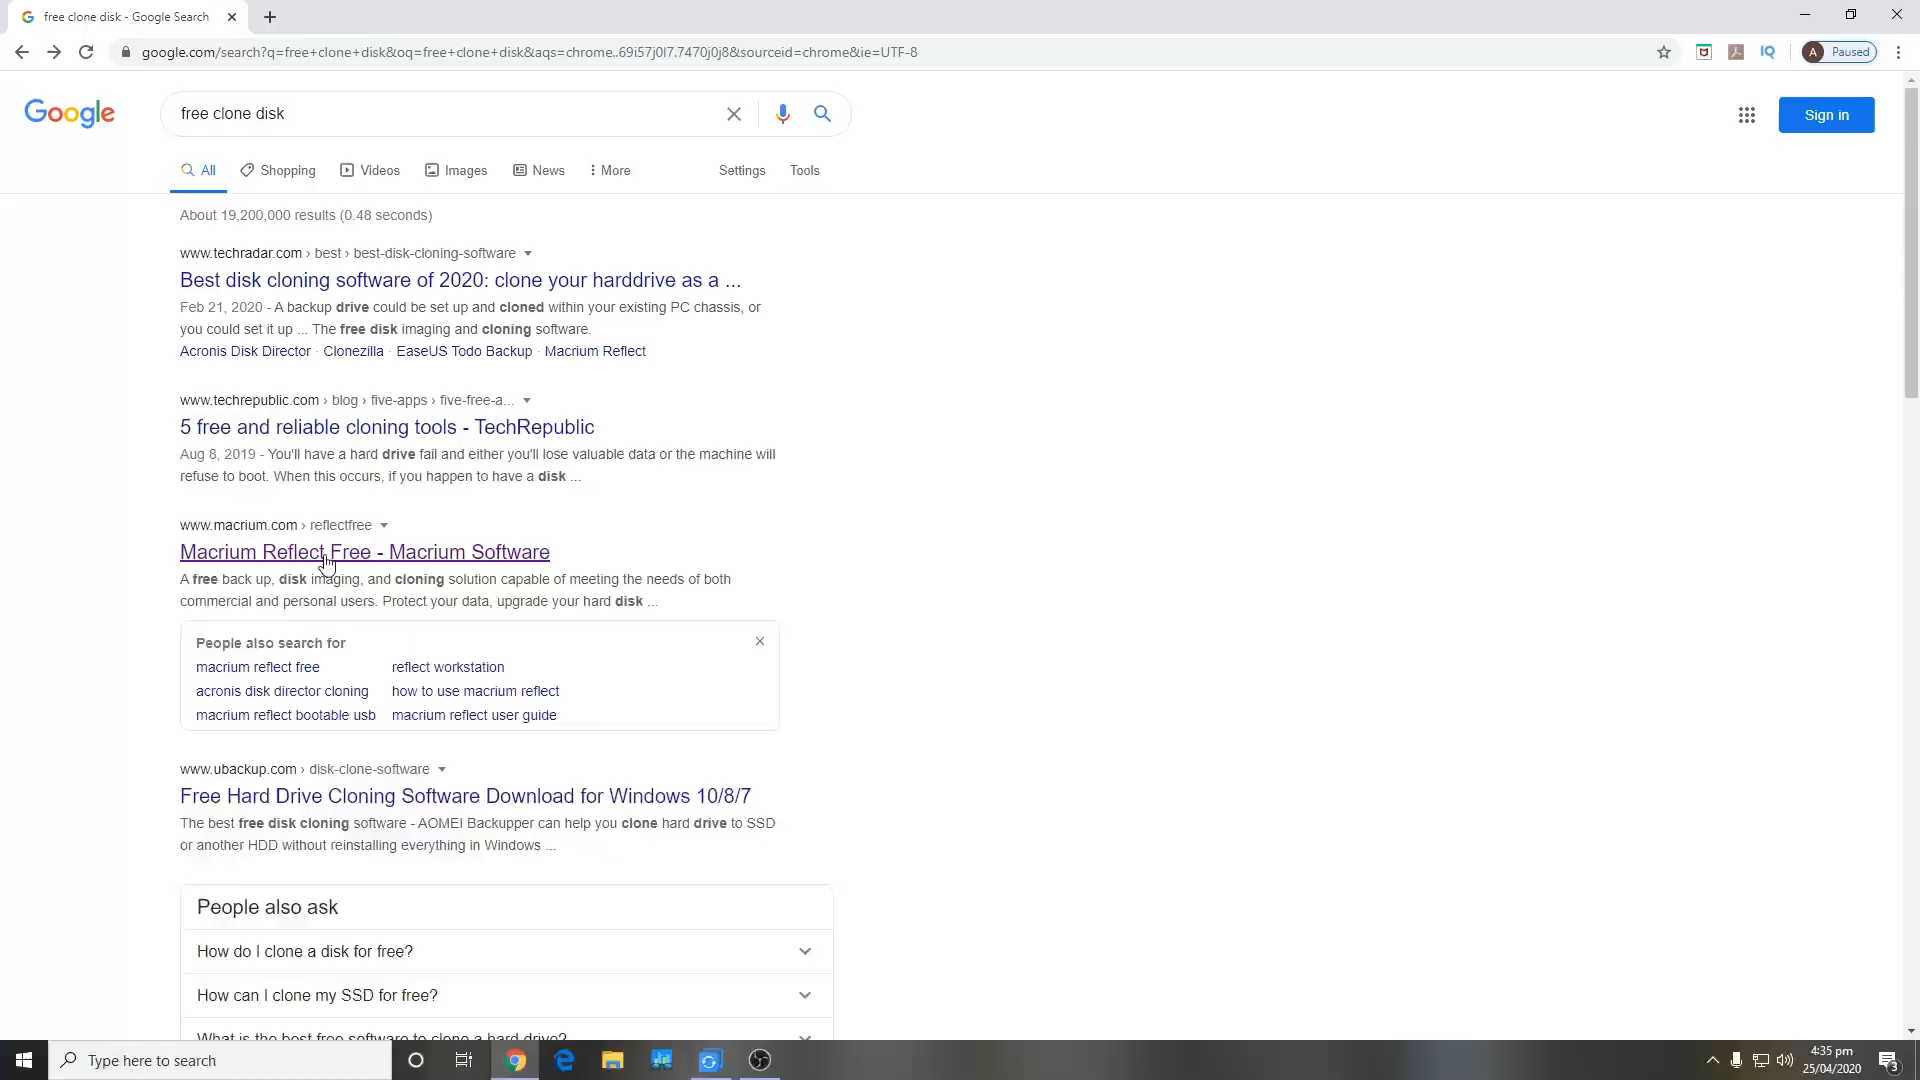 free clone disk - Google Search
google.com/search?q=free+clone+disk&oq=free+clone+disk&aqs=chrome..69i57j0l7.7470j0j8&sourceid=chrome&ie=UTF-8
A Paused
Google
free clone disk
Sign in
All Shopping Videos Images News More Settings Tools
About 19,200,000 results (0.48 seconds)
www.techradar.com › best › best-disk-cloning-software
Best disk cloning software of 2020: clone your harddrive as a ...
Feb 21, 2020 - A backup drive could be set up and cloned within your existing PC chassis, or
you could set it up ... The free disk imaging and cloning software.
Acronis Disk Director · Clonezilla · EaseUS Todo Backup · Macrium Reflect
www.techrepublic.com › blog › five-apps › five-free-a...
5 free and reliable cloning tools - TechRepublic
Aug 8, 2019 - You'll have a hard drive fail and either you'll lose valuable data or the machine will
refuse to boot. When this occurs, if you happen to have a disk ...
www.macrium.com › reflectfree
Macrium Reflect Free - Macrium Software
A free back up, disk imaging, and cloning solution capable of meeting the needs of both
commercial and personal users. Protect your data, upgrade your hard disk ...
People also search for
macrium reflect free reflect workstation
acronis disk director cloning how to use macrium reflect
macrium reflect bootable usb macrium reflect user guide
www.ubackup.com › disk-clone-software
Free Hard Drive Cloning Software Download for Windows 10/8/7
The best free disk cloning software - AOMEI Backupper can help you clone hard drive to SSD
or another HDD without reinstalling everything in Windows ...
People also ask
How do I clone a disk for free?
How can I clone my SSD for free?
What is the best free software to clone a hard drive?
Type here to search
4:35 pm
25/04/2020
3